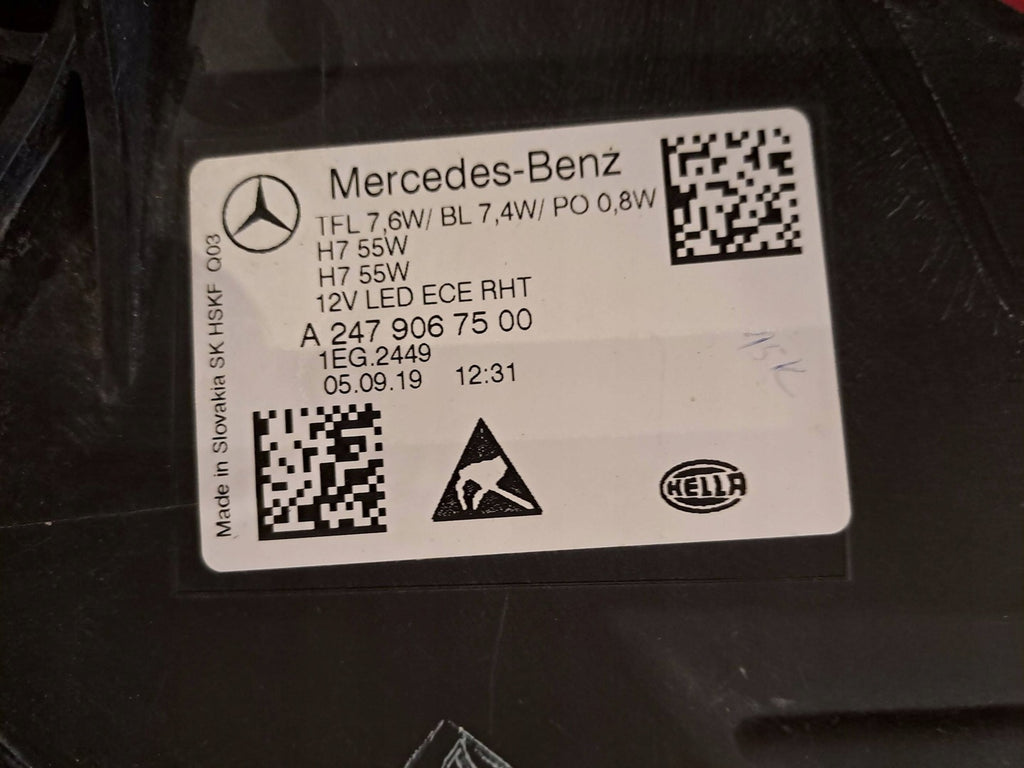 Mercedes-Benz
TFL 7,6W/ BL 7,4W/ PO 0,8W
H7 55W
H7 55W
12V LED ECE RHT
A 247 906 75 00
1EG.2449
05.09.19 12:31
Made in Slovakia SK HSKF Q03
HELLA